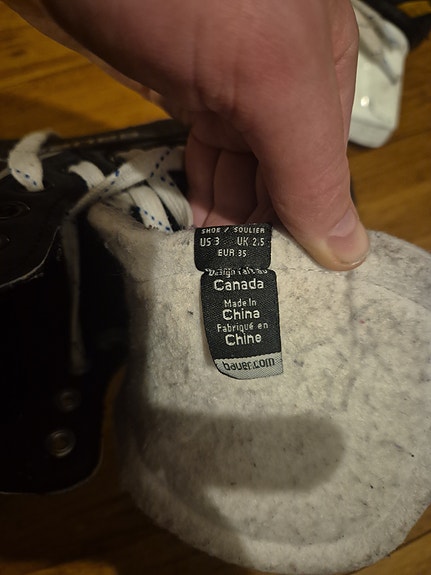 SHOE / SOULIER
US 3 UK 2.5
EUR 35
Canada
Made in
China
Fabriqué en
Chine
bauer.com